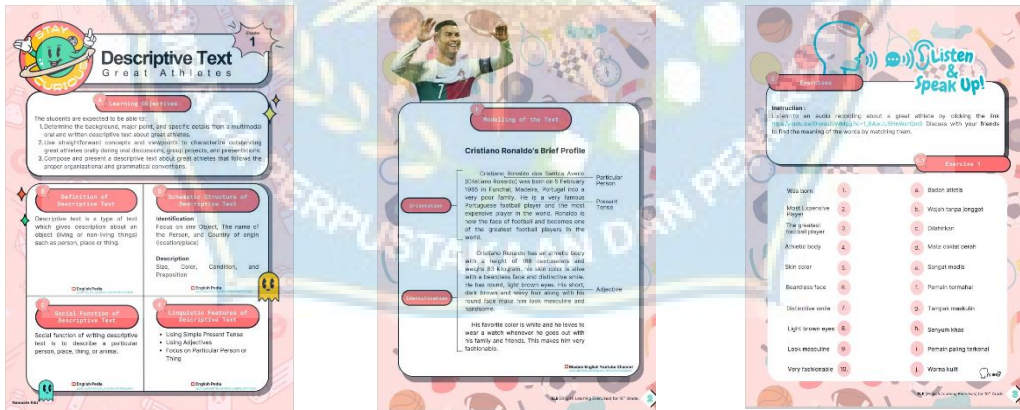 STAY
CURIOUS
Grade
1
Descriptive Text
Great Athletes
Learning Objectives
The students are expected to be able to:
1. Determine the background, major point, and specific details from a multimodal
oral and written descriptive text about great athletes.
2. Use straightforward concepts and viewpoints to characterize outstanding
great athletes orally during oral discussions, group projects, and presentations.
3. Compose and present a descriptive text about great athletes that follows the
proper organizational and grammatical conventions.
Definition of
Descriptive Text
Descriptive text is a type of text
which gives description about an
object (living or non-living things)
such as person, place or thing.
English Pedia
Schematic Structure of
Descriptive Text
Identification
Focus on one Object, The name of
the Person, and Country of origin
(location/place)
Description
Size, Color, Condition, and
Preposition
English Pedia
Social Function of
Descriptive Text
Social function of writing descriptive
text is to describe a particular
person, place, thing, or animal.
English Pedia
Linguistic Features of
Descriptive Text
Using Simple Present Tense
Using Adjectives
Focus on Particular Person or
Thing
English Pedia
7
Modelling of the Text
Cristiano Ronaldo's Brief Profile
Orientation
Cristiano Ronaldo dos Santos Aveiro
(Cristiano Ronaldo) was born on 5 February
1985 in Funchal, Madeira, Portugal into a
very poor family. He is a very famous
Portuguese football player and the most
expensive player in the world. Ronaldo is
now the face of football and becomes one
of the greatest football players in the
world.
Particular
Person
Present
Tense
Identification
Cristiano Ronaldo has an athletic body
with a height of 188 centimeters and
weighs 83 kilogram. his skin color is alive
with a beardless face and distinctive smile.
He has round, light brown eyes. His short,
dark brown and wavy hair along with his
round face make him look masculine and
handsome.
Adjective
His favorite color is white and he loves to
wear a watch whenever he goes out with
his family and friends. This makes him very
fashionable.
English Youtube Channel
Listen
&
Speak Up!
Exercises
Instruction :
Listen to an audio recording about a great athlete by clicking the link
Discuss with your friends
to find the meaning of the words by matching them.
Exercise 1
Was born 1. a. Badan atletis
Most Expensive
Player 2. b. Wajah tanpa jenggot
The greatest
football player 3. c. Dilahirkan
Athletic body 4. d. Mata coklat cerah
Skin color 5. e. Sangat modis
Beardless face 6. f. Pemain termahal
Distinctive smile 7. g. Tampak maskulin
Light brown eyes 8. h. Senyum khas
Look masculine 9. i. Pemain paling terkenal
Very fashionable 10. j. Warna kulit